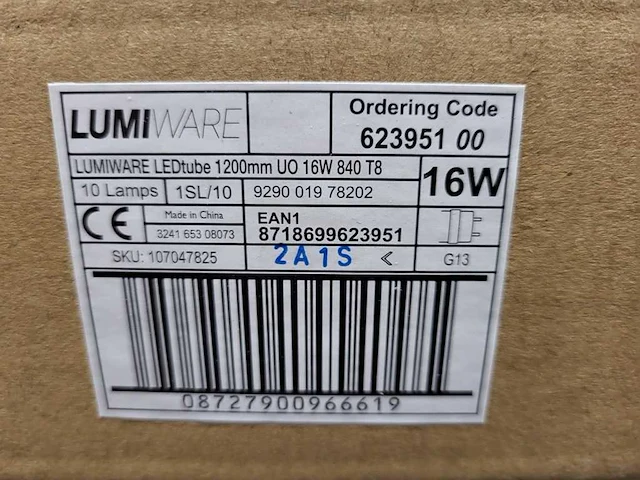 LUMIWARE
Ordering Code
623951 00
LUMIWARE LEDtube 1200mm UO 16W 840 T8
16W
10 Lamps 1SL/10 9290 019 78202
CE
Made in China
3241 653 08073
EAN1
8718699623951
SKU: 107047825
2A1S <
G13
08727900966619